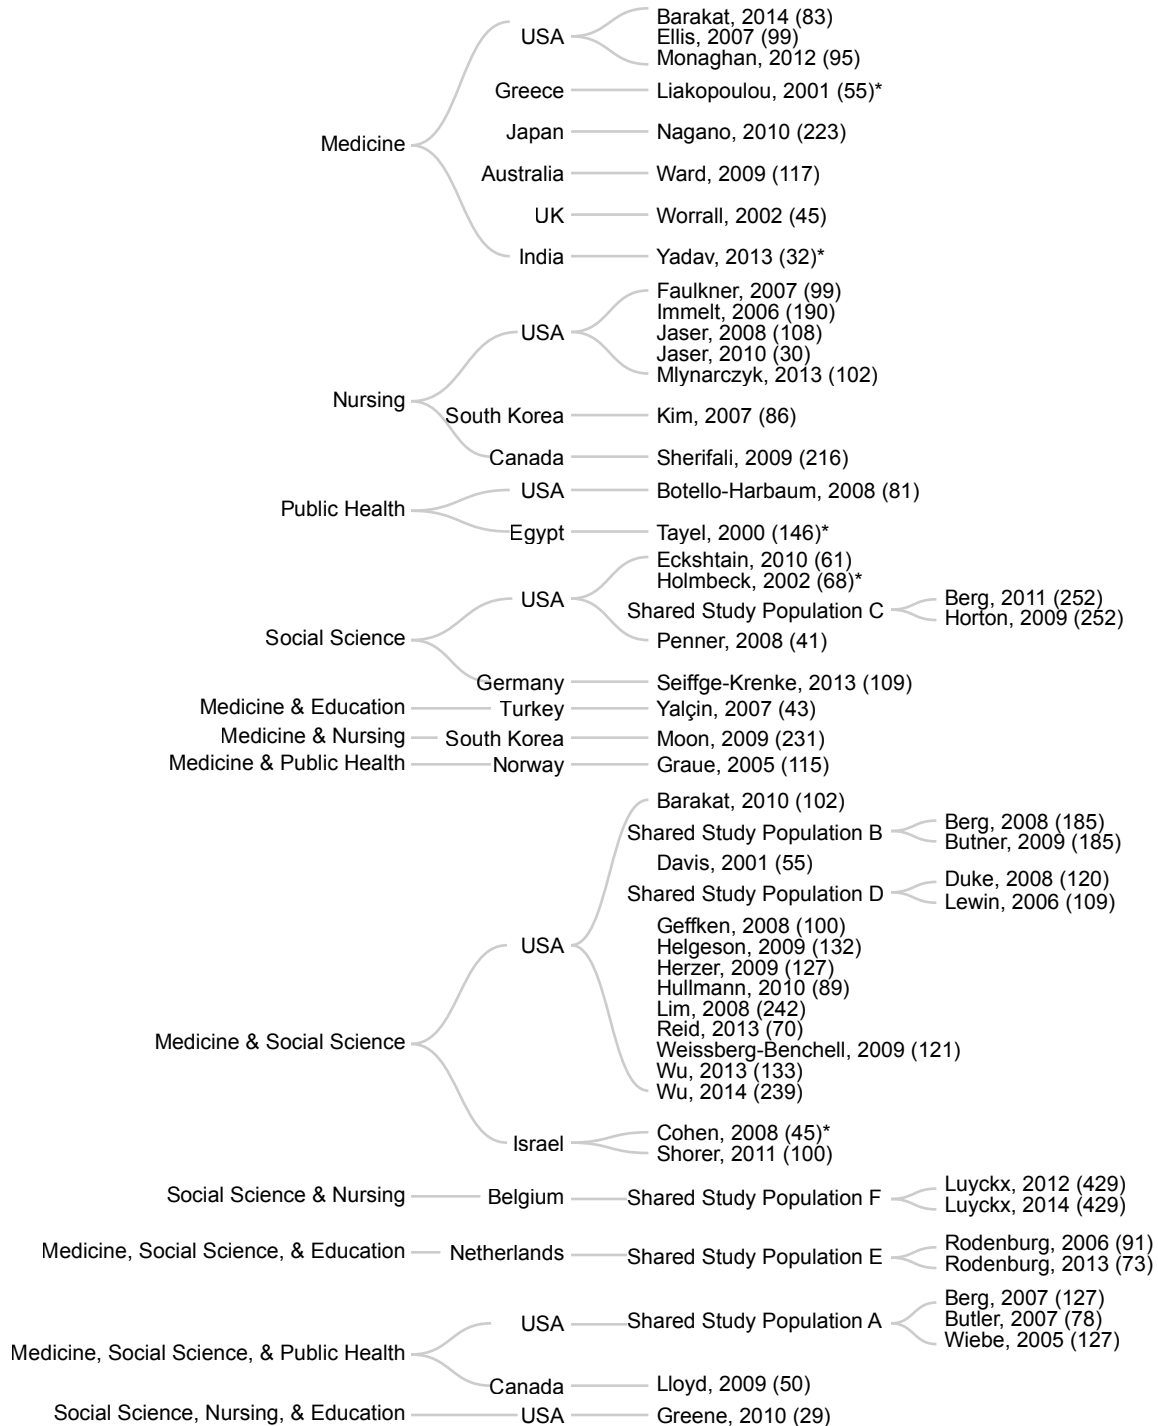 Medicine
USA
Barakat, 2014 (83)
Ellis, 2007 (99)
Monaghan, 2012 (95)
Greece
Liakopoulou, 2001 (55)*
Japan
Nagano, 2010 (223)
Australia
Ward, 2009 (117)
UK
Worrall, 2002 (45)
India
Yadav, 2013 (32)*
Nursing
USA
Faulkner, 2007 (99)
Immelt, 2006 (190)
Jaser, 2008 (108)
Jaser, 2010 (30)
Mlynarczyk, 2013 (102)
South Korea
Kim, 2007 (86)
Canada
Sherifali, 2009 (216)
Public Health
USA
Botello-Harbaum, 2008 (81)
Egypt
Tayel, 2000 (146)*
Social Science
USA
Eckshtain, 2010 (61)
Holmbeck, 2002 (68)*
Shared Study Population C
Berg, 2011 (252)
Horton, 2009 (252)
Penner, 2008 (41)
Germany
Seiffge-Krenke, 2013 (109)
Medicine & Education
Turkey
Yalçin, 2007 (43)
Medicine & Nursing
South Korea
Moon, 2009 (231)
Medicine & Public Health
Norway
Graue, 2005 (115)
Medicine & Social Science
USA
Barakat, 2010 (102)
Shared Study Population B
Berg, 2008 (185)
Butner, 2009 (185)
Davis, 2001 (55)
Shared Study Population D
Duke, 2008 (120)
Lewin, 2006 (109)
Geffken, 2008 (100)
Helgeson, 2009 (132)
Herzer, 2009 (127)
Hullmann, 2010 (89)
Lim, 2008 (242)
Reid, 2013 (70)
Weissberg-Benchell, 2009 (121)
Wu, 2013 (133)
Wu, 2014 (239)
Israel
Cohen, 2008 (45)*
Shorer, 2011 (100)
Social Science & Nursing
Belgium
Shared Study Population F
Luyckx, 2012 (429)
Luyckx, 2014 (429)
Medicine, Social Science, & Education
Netherlands
Shared Study Population E
Rodenburg, 2006 (91)
Rodenburg, 2013 (73)
Medicine, Social Science, & Public Health
USA
Shared Study Population A
Berg, 2007 (127)
Butler, 2007 (78)
Wiebe, 2005 (127)
Canada
Lloyd, 2009 (50)
Social Science, Nursing, & Education
USA
Greene, 2010 (29)